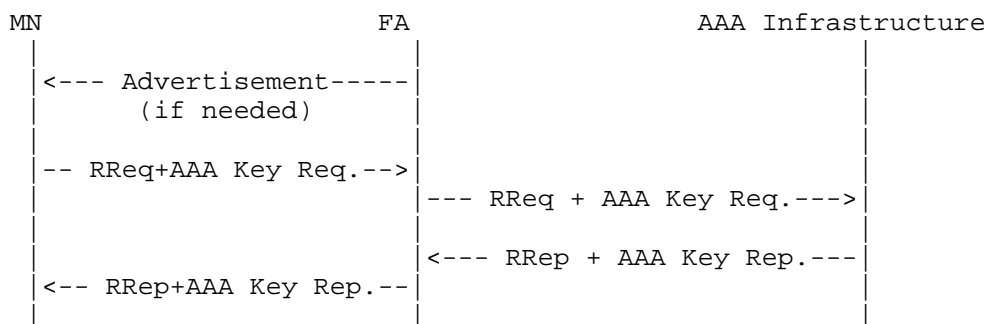 MN FA AAA Infrastructure
<--- Advertisement-----
(if needed)
-- RReq+AAA Key Req.-->
--- RReq + AAA Key Req.--->
<--- RRep + AAA Key Rep.---
<-- RRep+AAA Key Rep.--